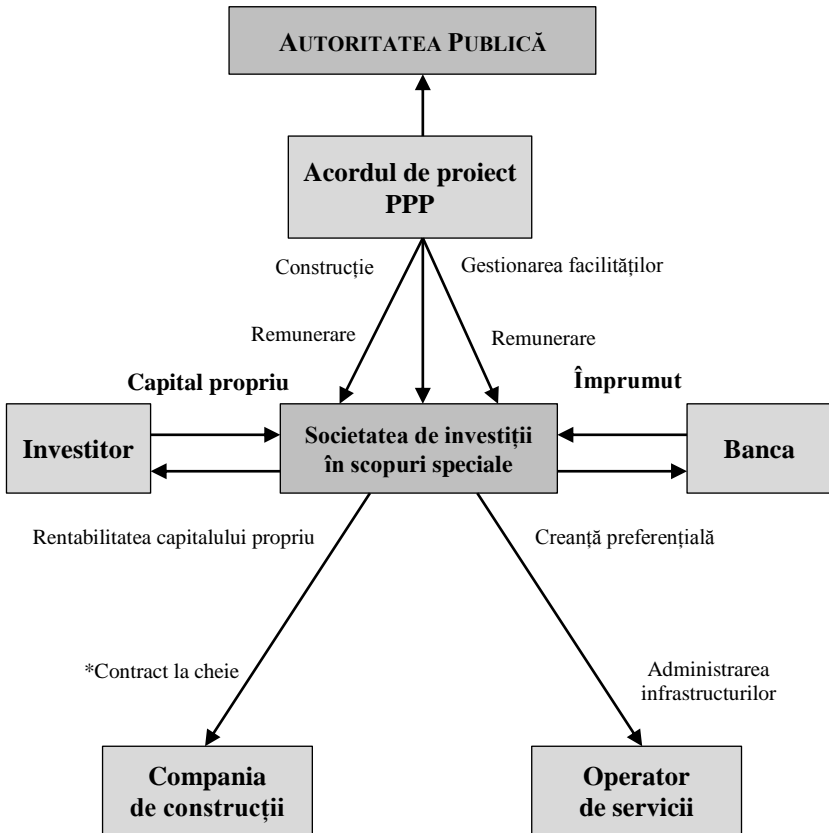 AUTORITATEA PUBLICĂ
Acordul de proiect
PPP
Construcție
Gestionarea facilităților
Remunerare
Remunerare
Capital propriu
Împrumut
Investitor
Societatea de investiții
în scopuri speciale
Banca
Rentabilitatea capitalului propriu
Creanță preferențială
*Contract la cheie
Administrarea
infrastructurilor
Compania
de construcții
Operator
de servicii